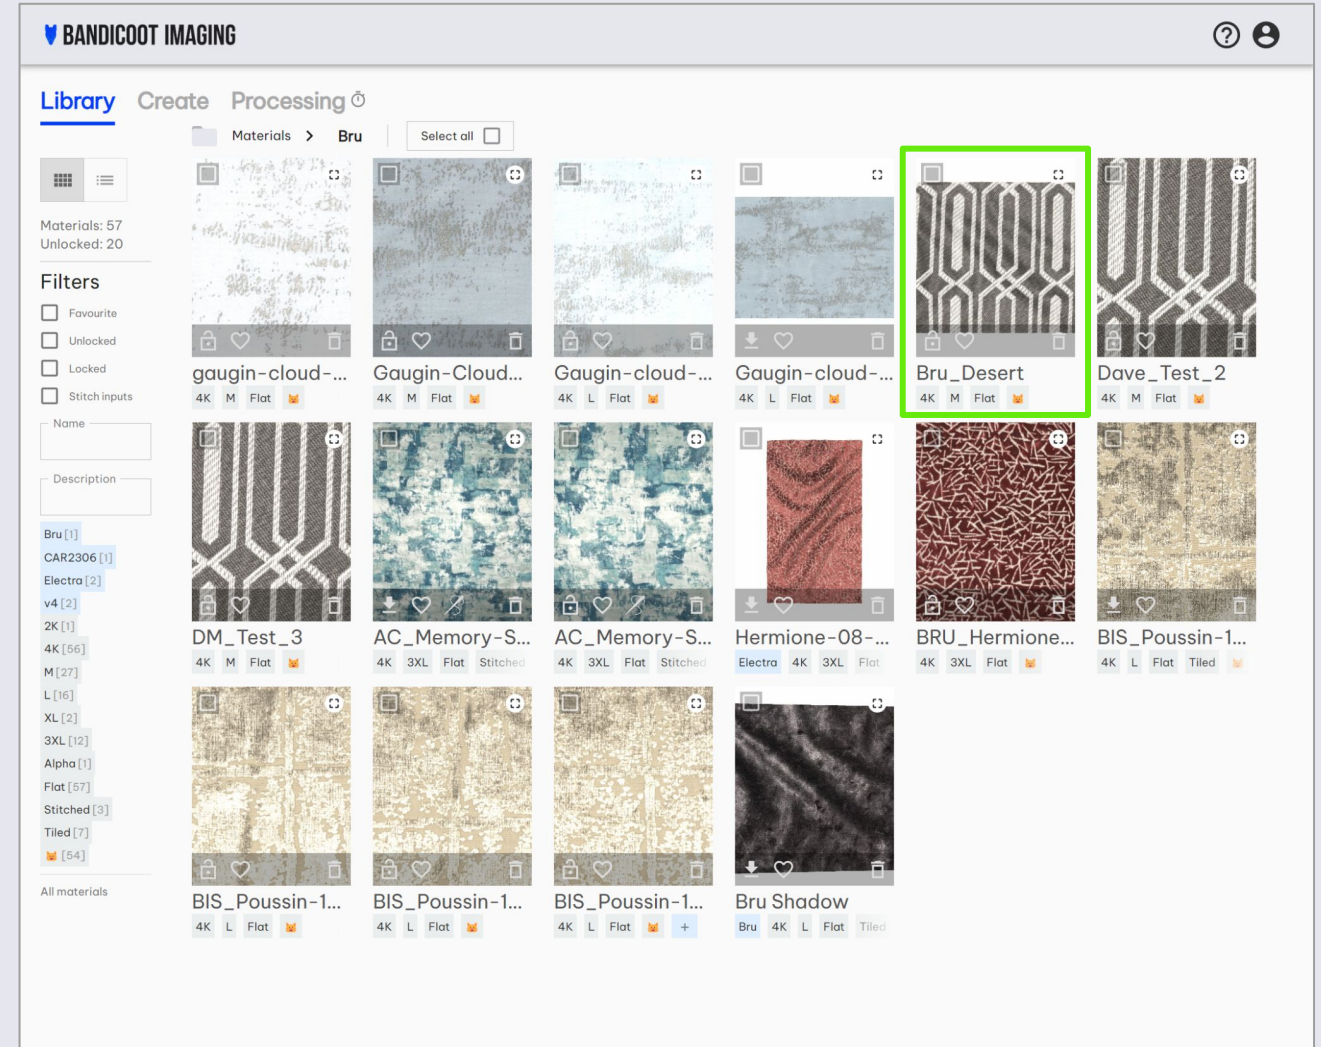 BANDICOOT IMAGING
Library Create Processing
Materials > Bru Select all
Materials: 57
Unlocked: 20
Filters
Favourite
Unlocked
Locked
Stitch inputs
Name
Description
Bru [1]
CAR2306 [1]
Electra [2]
v4 [2]
2K [1]
4K [56]
M [27]
L [16]
XL [2]
3XL [12]
Alpha [1]
Flat [57]
Stitched [3]
Tiled [7]
[54]
All materials
gaugin-cloud-... Gaugin-Cloud... Gaugin-cloud-... Gaugin-cloud-... Bru_Desert Dave_Test_2
4K M Flat 4K M Flat 4K L Flat 4K L Flat 4K M Flat 4K M Flat
DM_Test_3 AC_Memory-S... AC_Memory-S... Hermione-08-... BRU_Hermione... BIS_Poussin-1...
4K M Flat 4K 3XL Flat Stitched 4K 3XL Flat Stitched Electra 4K 3XL Flat 4K 3XL Flat 4K L Flat Tiled
BIS_Poussin-1... BIS_Poussin-1... BIS_Poussin-1... Bru Shadow
4K L Flat 4K L Flat 4K L Flat + Bru 4K L Flat Tiled